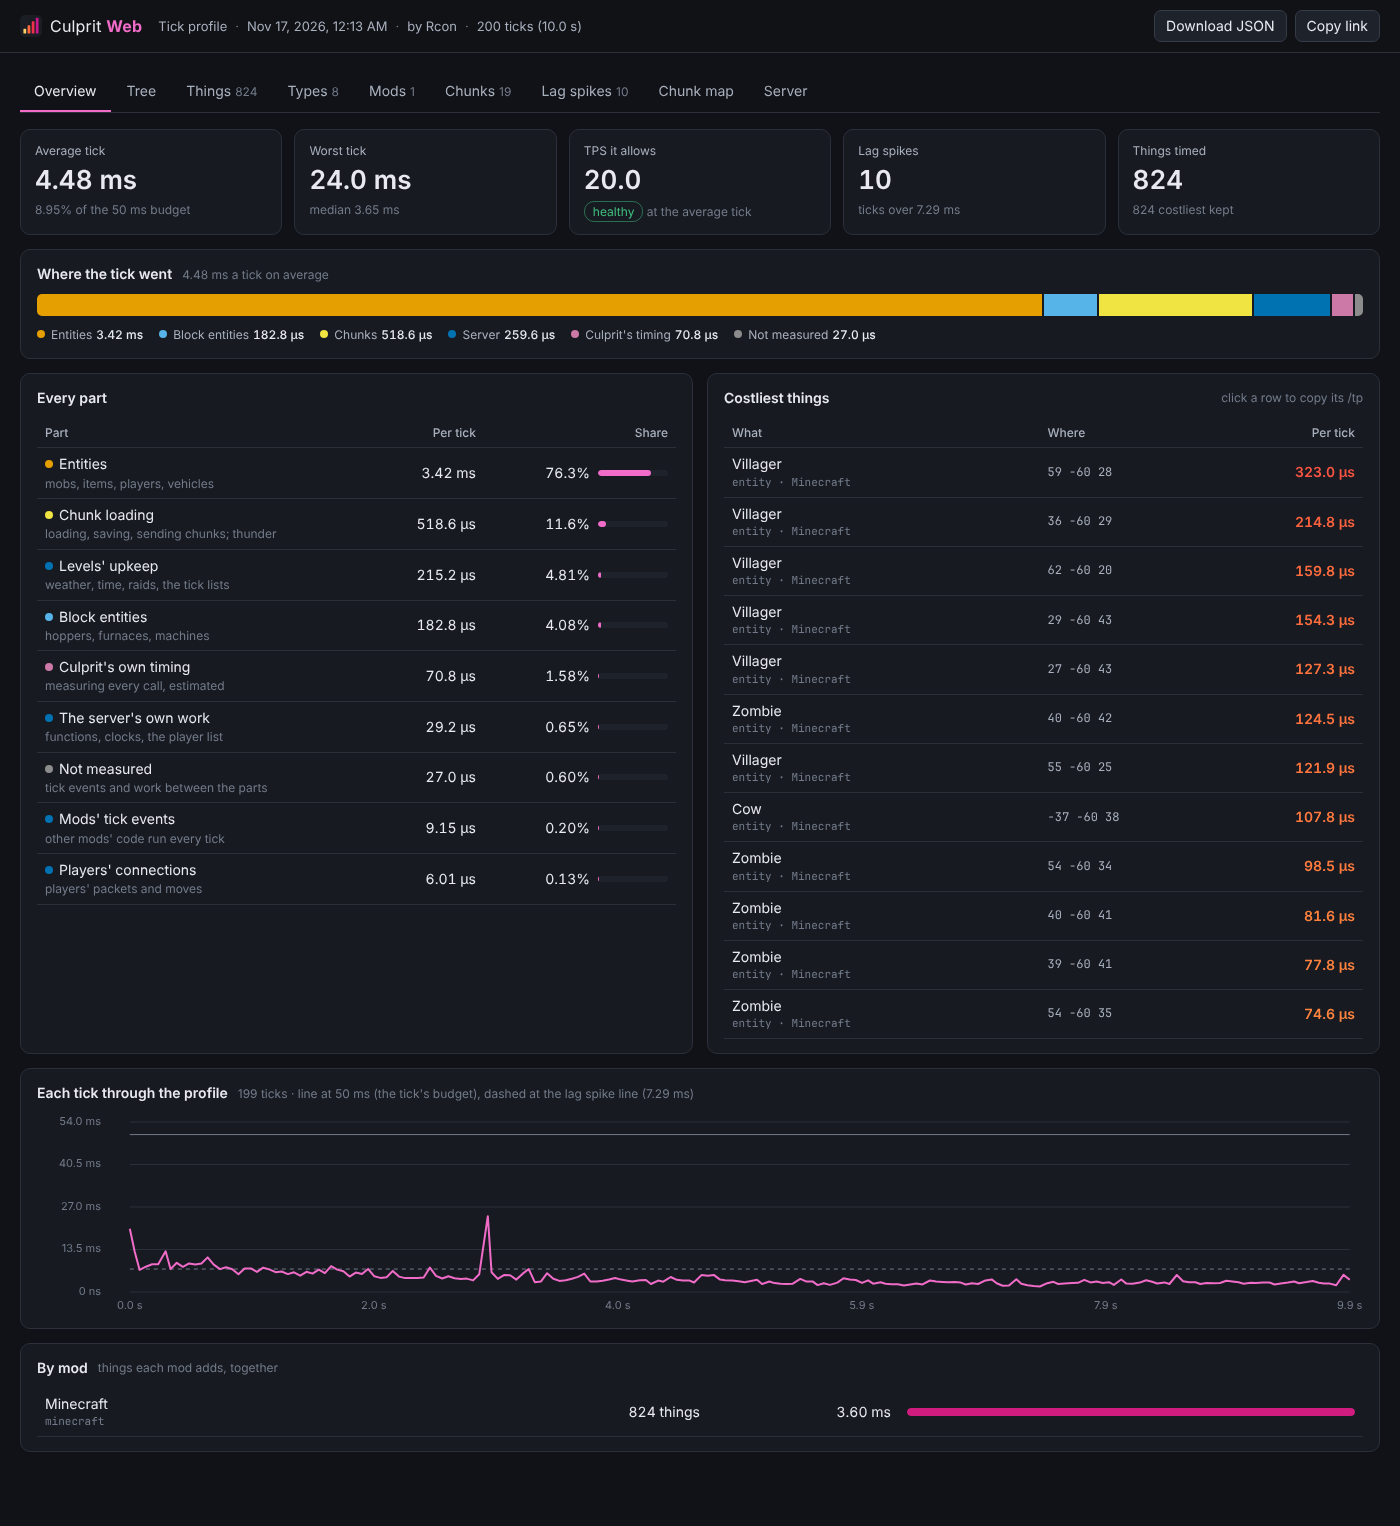 Culprit Web Tick profile · Nov 17, 2026, 12:13 AM · by Rcon · 200 ticks (10.0 s) Download JSON Copy link
Overview Tree Things 824 Types 8 Mods 1 Chunks 19 Lag spikes 10 Chunk map Server
Average tick
4.48 ms
8.95% of the 50 ms budget
Worst tick
24.0 ms
median 3.65 ms
TPS it allows
20.0
healthy at the average tick
Lag spikes
10
ticks over 7.29 ms
Things timed
824
824 costliest kept
Where the tick went 4.48 ms a tick on average
Entities 3.42 ms Block entities 182.8 µs Chunks 518.6 µs Server 259.6 µs Culprit's timing 70.8 µs Not measured 27.0 µs
Every part
Part Per tick Share
Entities 3.42 ms 76.3%
mobs, items, players, vehicles
Chunk loading 518.6 µs 11.6%
loading, saving, sending chunks; thunder
Levels' upkeep 215.2 µs 4.81%
weather, time, raids, the tick lists
Block entities 182.8 µs 4.08%
hoppers, furnaces, machines
Culprit's own timing 70.8 µs 1.58%
measuring every call, estimated
The server's own work 29.2 µs 0.65%
functions, clocks, the player list
Not measured 27.0 µs 0.60%
tick events and work between the parts
Mods' tick events 9.15 µs 0.20%
other mods' code run every tick
Players' connections 6.01 µs 0.13%
players' packets and moves
Costliest things click a row to copy its /tp
What Where Per tick
Villager 59 -60 28 323.0 µs
entity · Minecraft
Villager 36 -60 29 214.8 µs
entity · Minecraft
Villager 62 -60 20 159.8 µs
entity · Minecraft
Villager 29 -60 43 154.3 µs
entity · Minecraft
Villager 27 -60 43 127.3 µs
entity · Minecraft
Zombie 40 -60 42 124.5 µs
entity · Minecraft
Villager 55 -60 25 121.9 µs
entity · Minecraft
Cow -37 -60 38 107.8 µs
entity · Minecraft
Zombie 54 -60 34 98.5 µs
entity · Minecraft
Zombie 40 -60 41 81.6 µs
entity · Minecraft
Zombie 39 -60 41 77.8 µs
entity · Minecraft
Zombie 54 -60 35 74.6 µs
entity · Minecraft
Each tick through the profile 199 ticks · line at 50 ms (the tick's budget), dashed at the lag spike line (7.29 ms)
54.0 ms
40.5 ms
27.0 ms
13.5 ms
0 ns
0.0 s 2.0 s 4.0 s 5.9 s 7.9 s 9.9 s
By mod things each mod adds, together
Minecraft 824 things 3.60 ms
minecraft